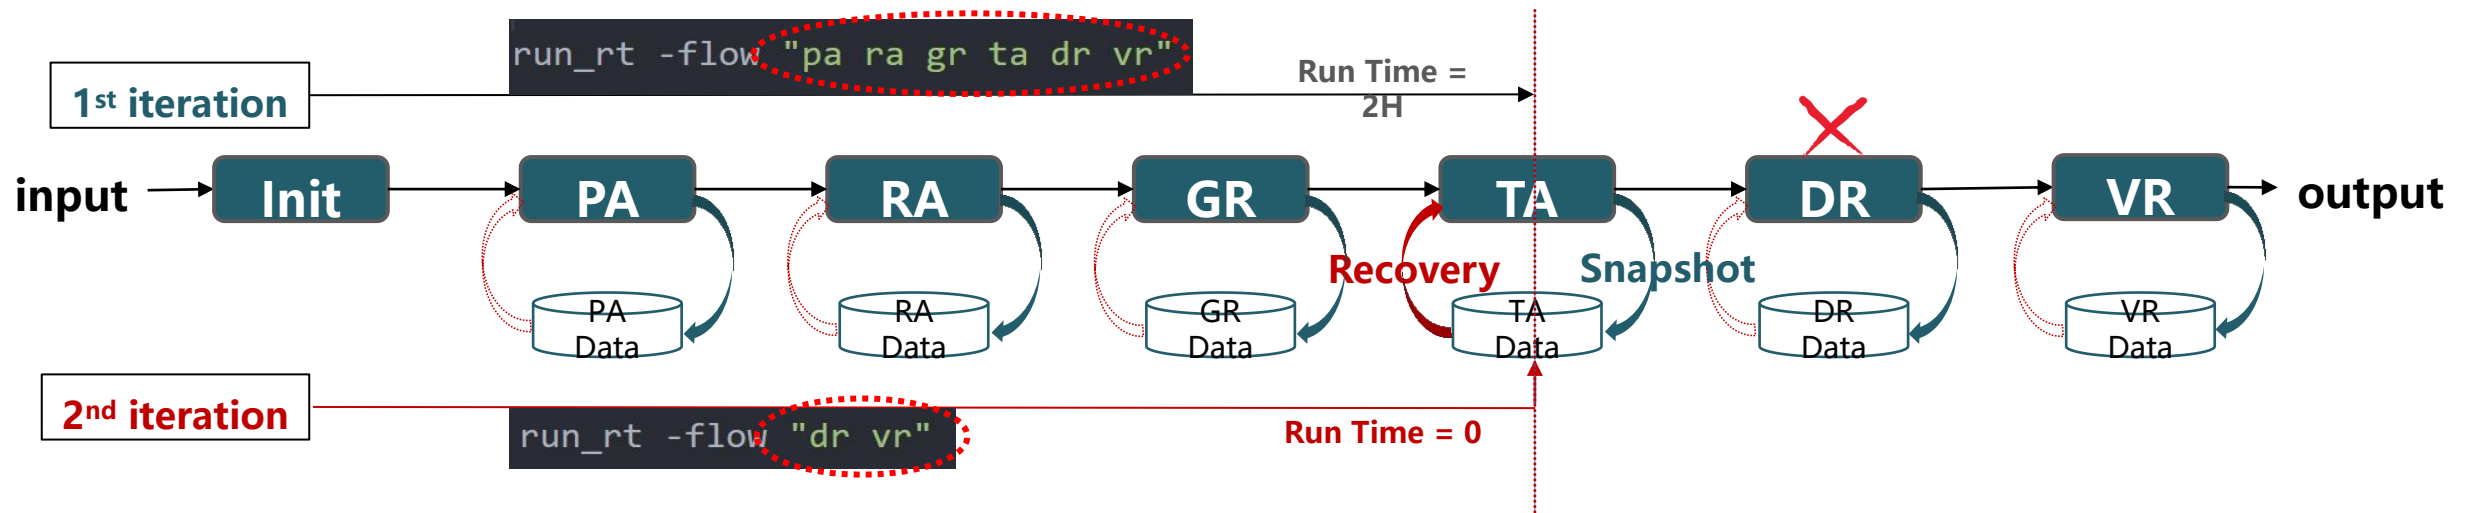 run_rt -flow "pa ra gr ta dr vr"
1st iteration
Run Time =
2H
input
Init
PA
RA
GR
TA
DR
VR
output
Recovery
Snapshot
PA
Data
RA
Data
GR
Data
TA
Data
DR
Data
VR
Data
2nd iteration
run_rt -flow "dr vr"
Run Time = 0